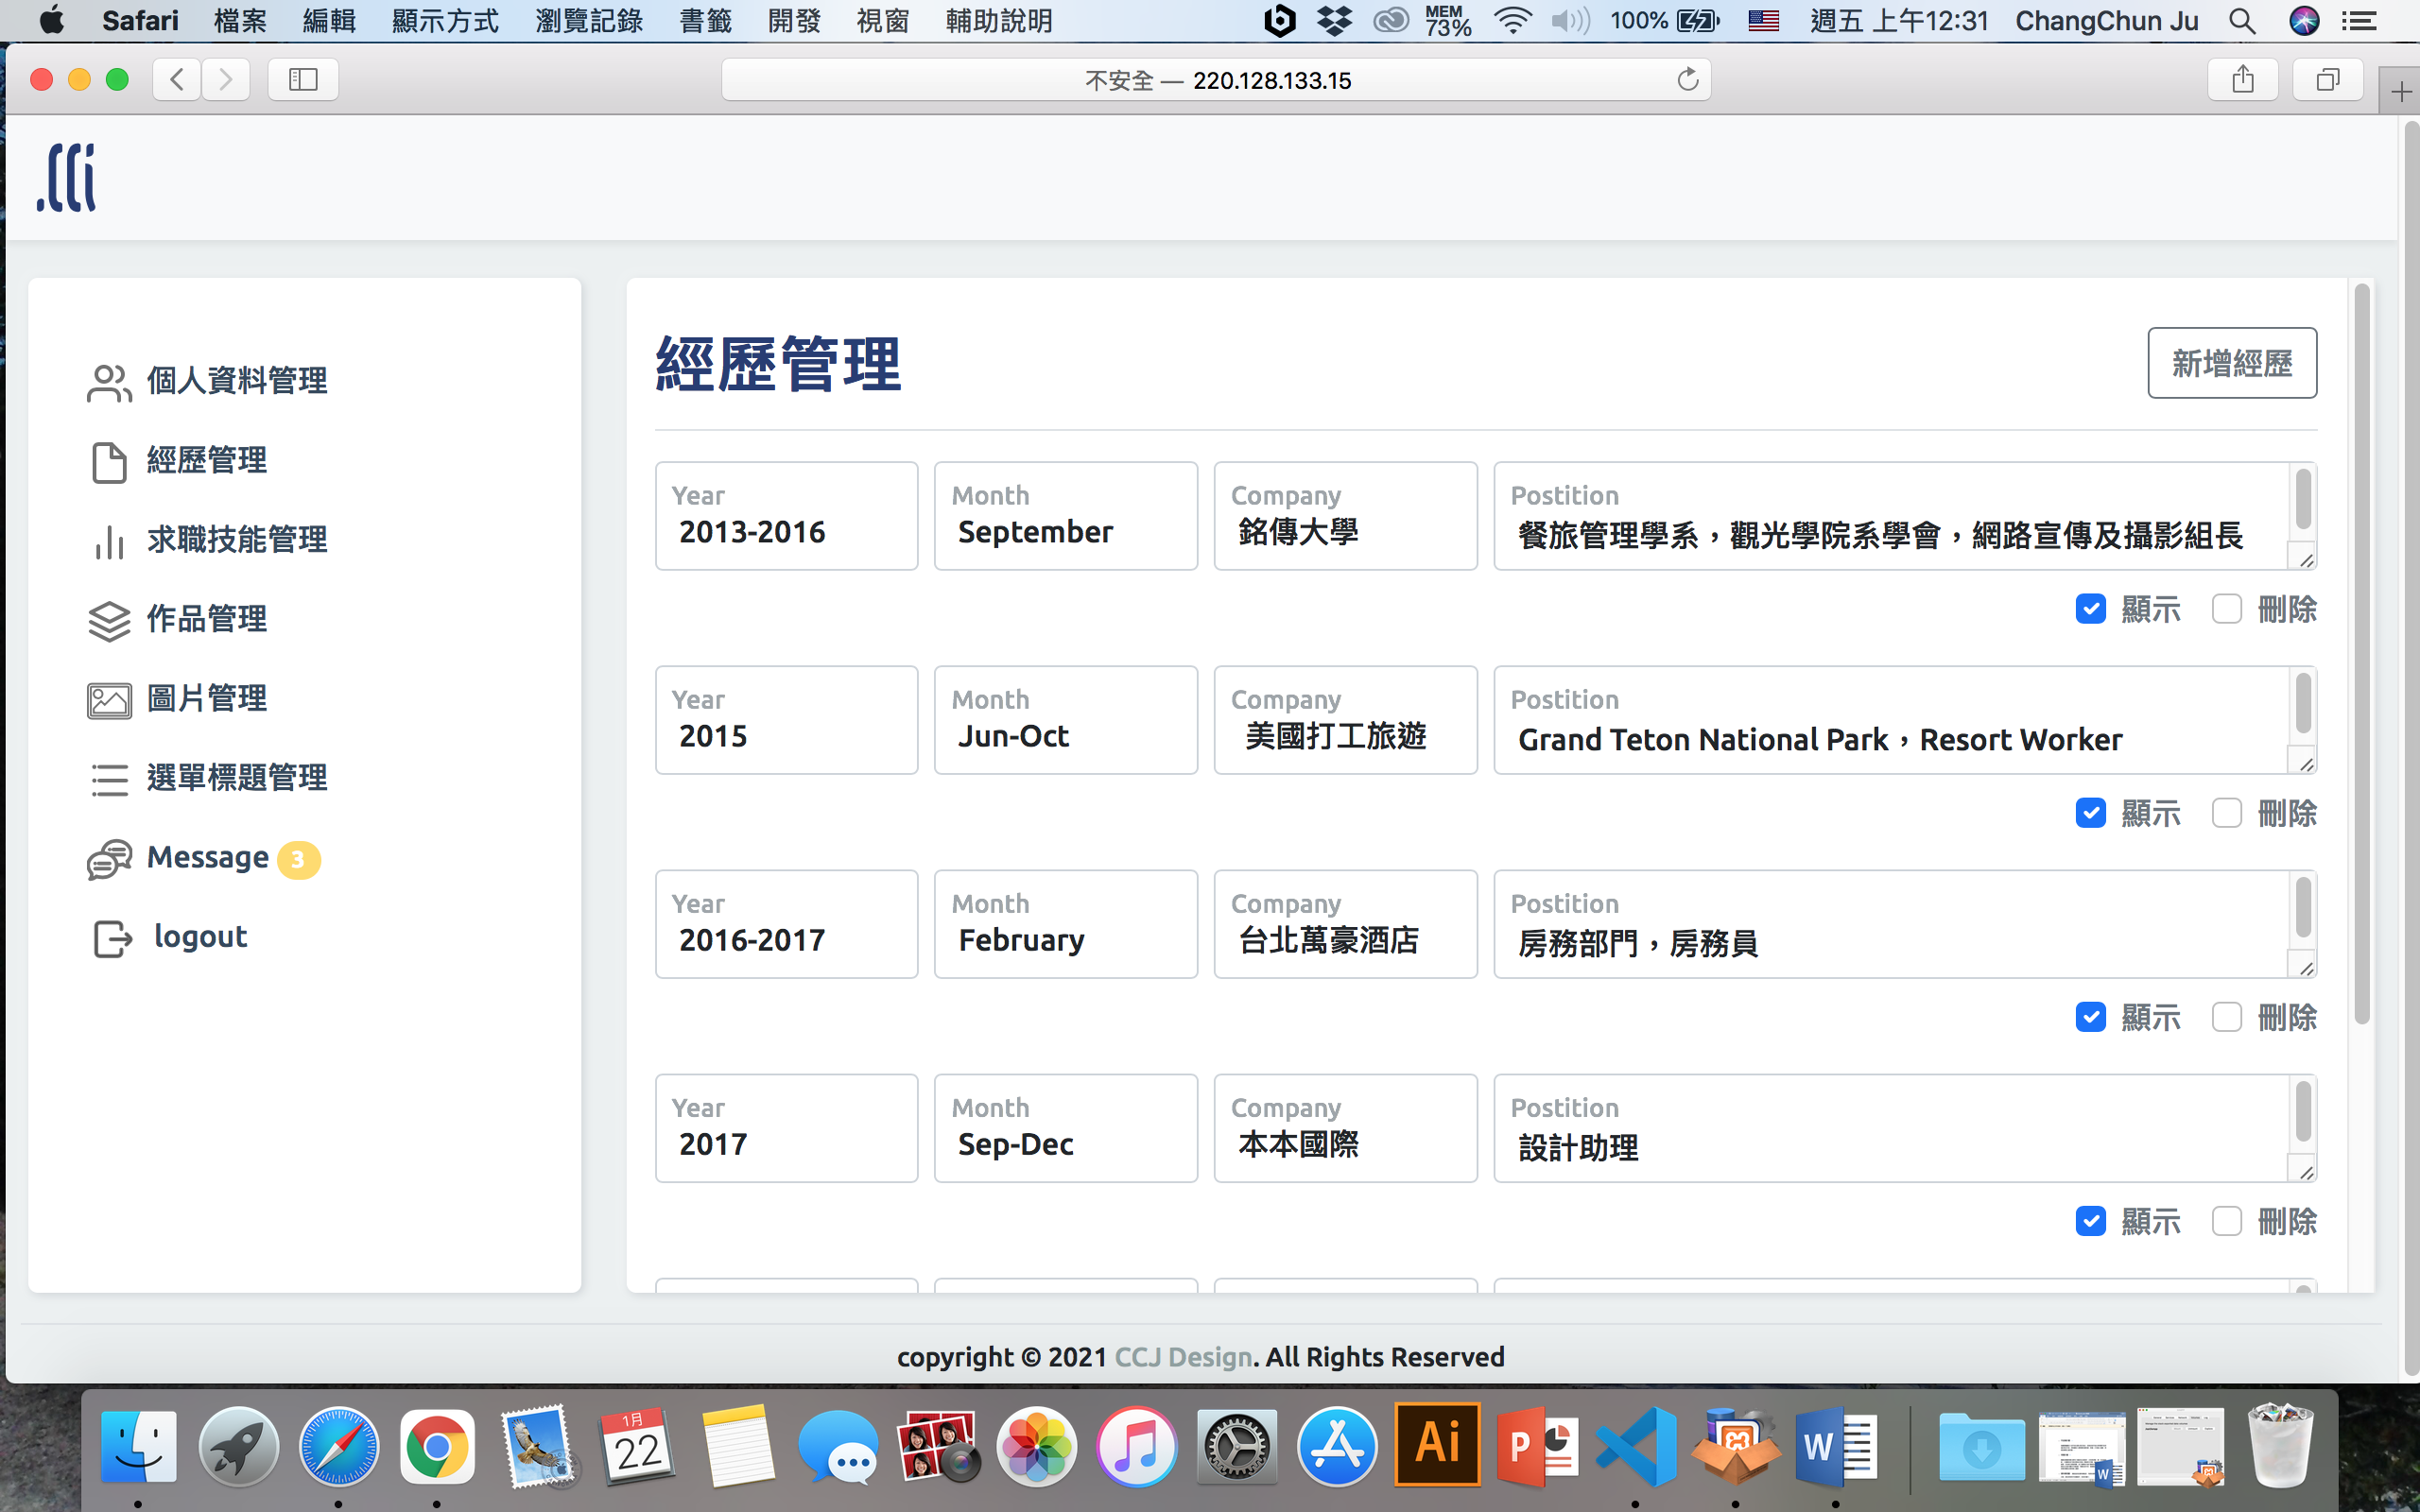 Safari 檔案 編輯 顯示方式 瀏覽記錄 書籤 開發 視窗 輔助說明 MEM 73% 100% 週五 上午12:31 ChangChun Ju
不安全 — 220.128.133.15
.CCj
經歷管理 新增經歷
個人資料管理
經歷管理
求職技能管理
作品管理
圖片管理
選單標題管理
Message 3
logout
Year Month Company Postition
2013-2016 September 銘傳大學 餐旅管理學系，觀光學院系學會，網路宣傳及攝影組長
顯示 刪除
Year Month Company Postition
2015 Jun-Oct 美國打工旅遊 Grand Teton National Park，Resort Worker
顯示 刪除
Year Month Company Postition
2016-2017 February 台北萬豪酒店 房務部門，房務員
顯示 刪除
Year Month Company Postition
2017 Sep-Dec 本本國際 設計助理
顯示 刪除
copyright © 2021 CCJ Design. All Rights Reserved
1月
22
Ai
P
W
W